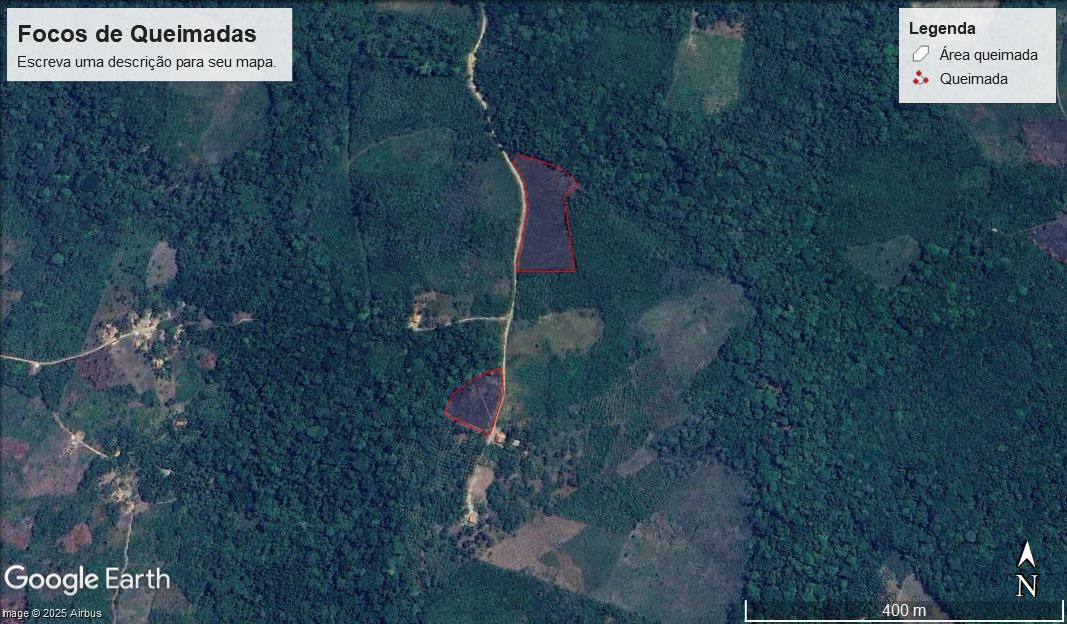 Focos de Queimadas
Escreva uma descrição para seu mapa.
Legenda
Área queimada
Queimada
N
400 m
Google Earth
Image © 2025 Airbus